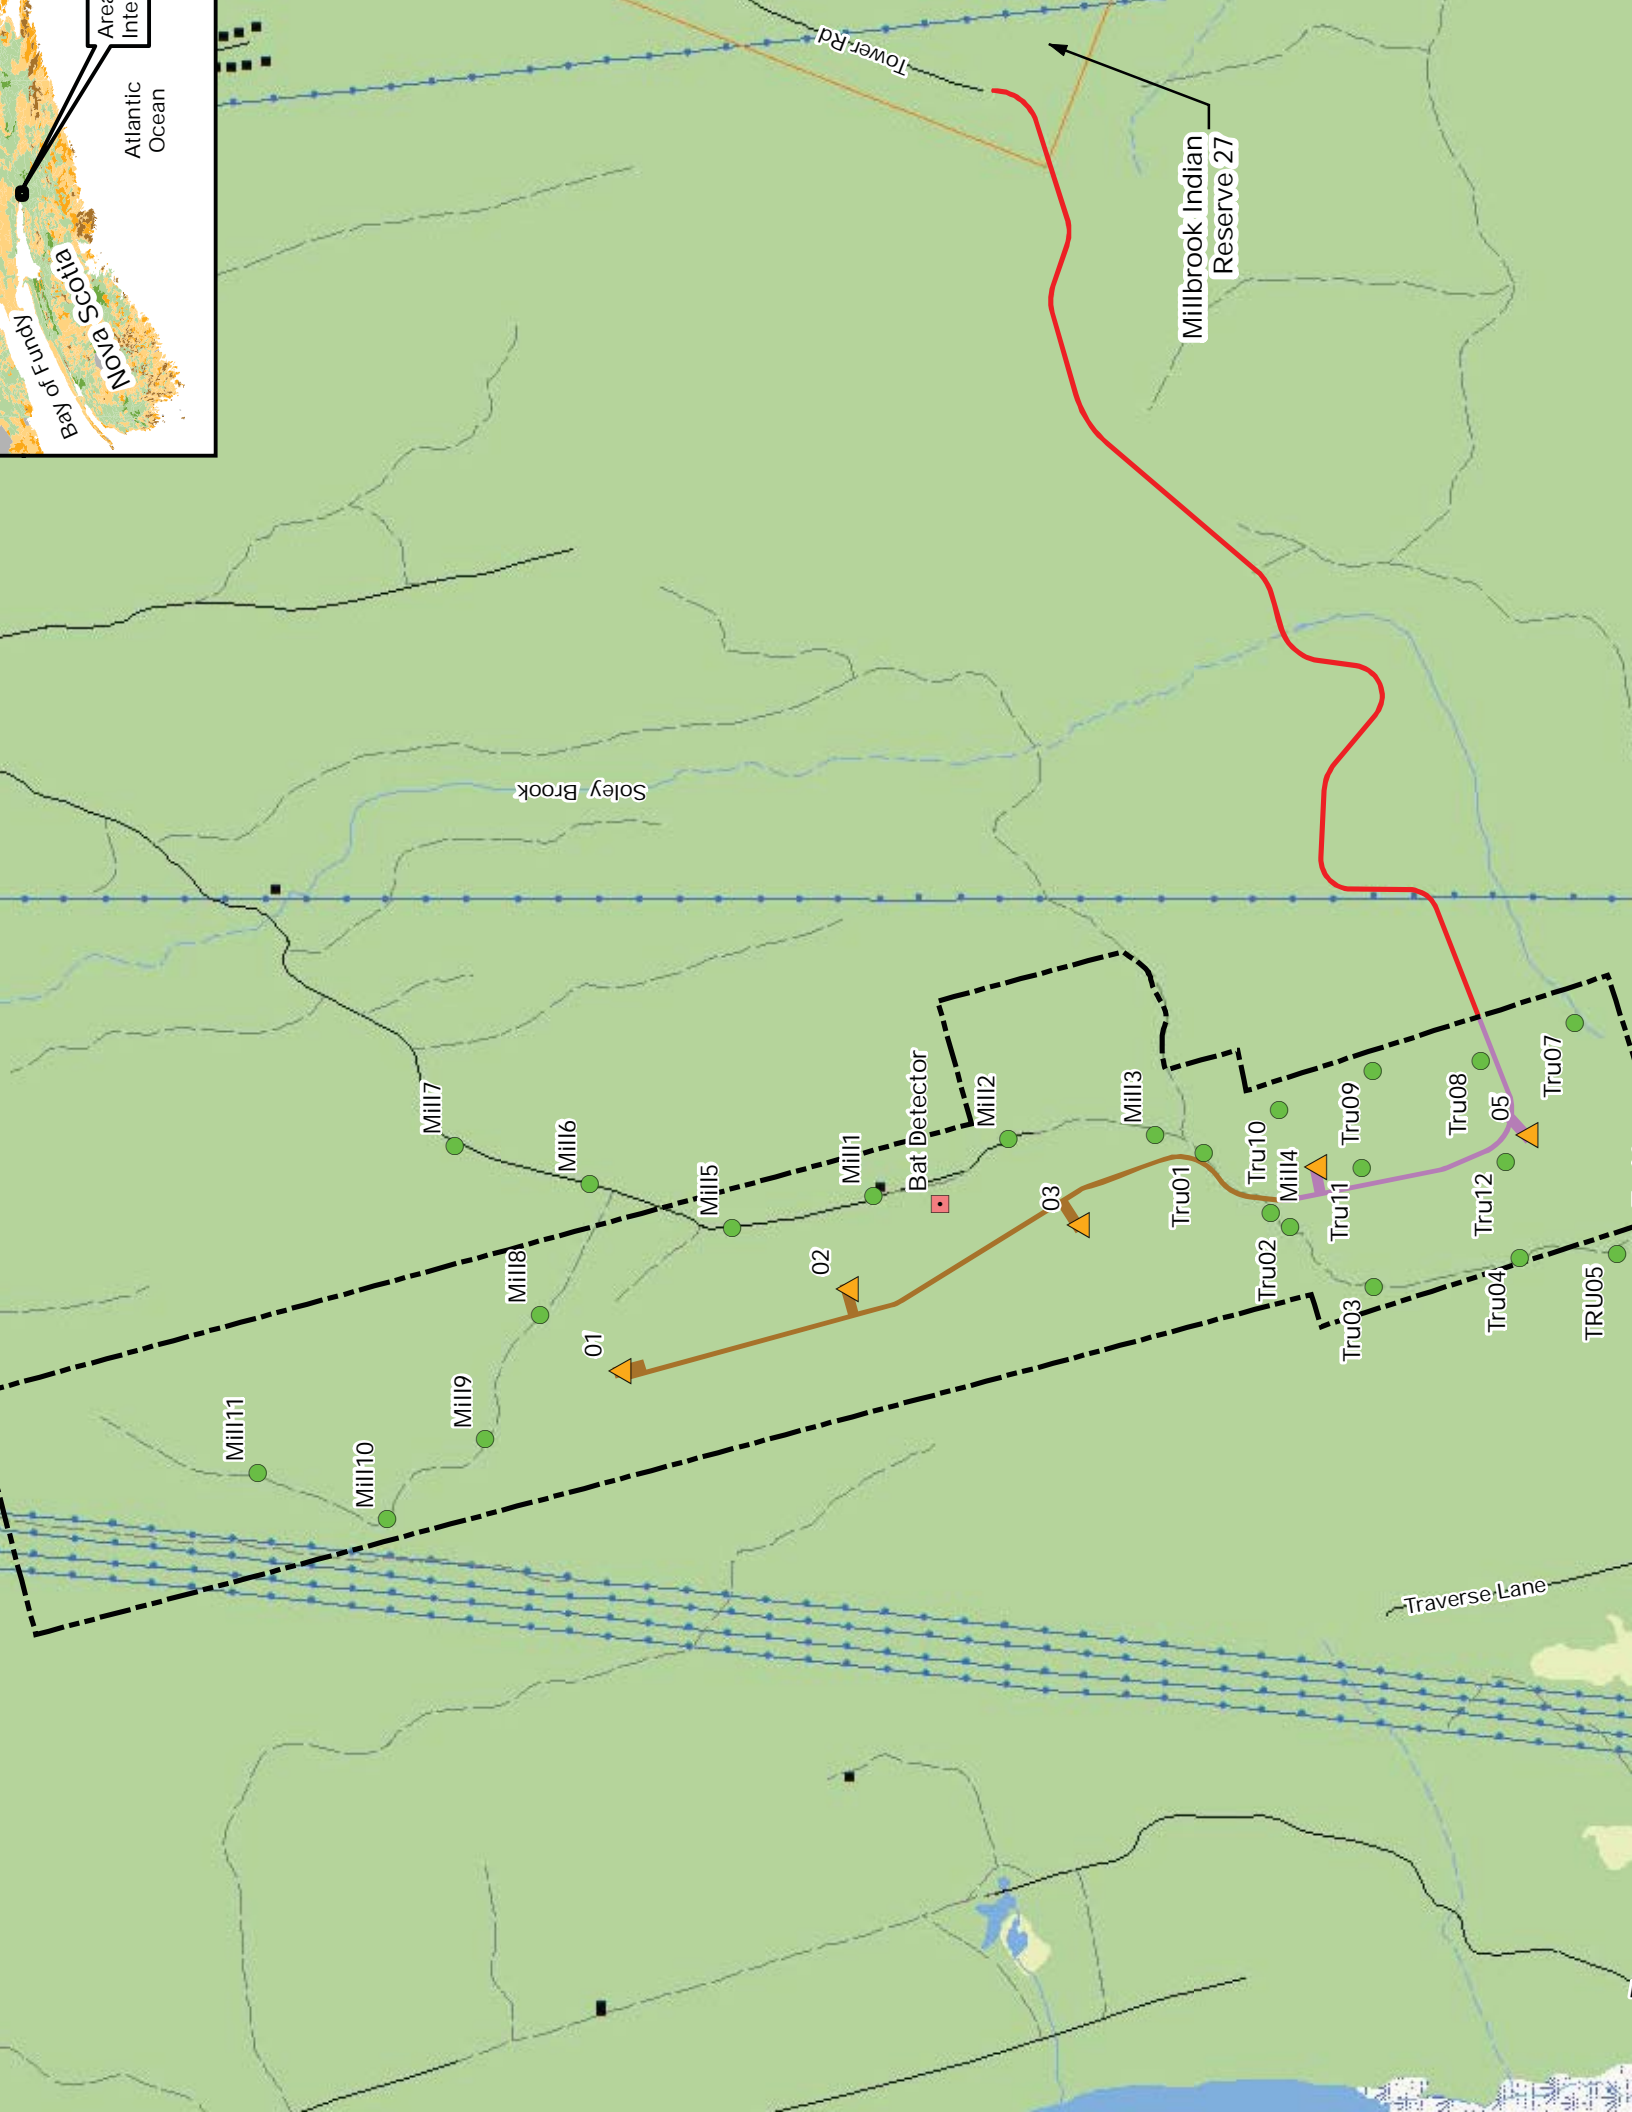 Area
Inte
Atlantic
Ocean
Bay of Fundy
Nova Scotia
Tower Rd
Millbrook Indian
Reserve 27
Soley Brook
Mill7
Mill6
Mill5
Mill1
Bat Detector
Mill2
Mill3
Mill8
Mill9
Mill10
Mill11
01
02
03
Tru01
Tru10
Mill4
Tru11
Tru09
Tru08
05
Tru07
Tru12
Tru02
Tru03
Tru04
TRU05
Traverse Lane